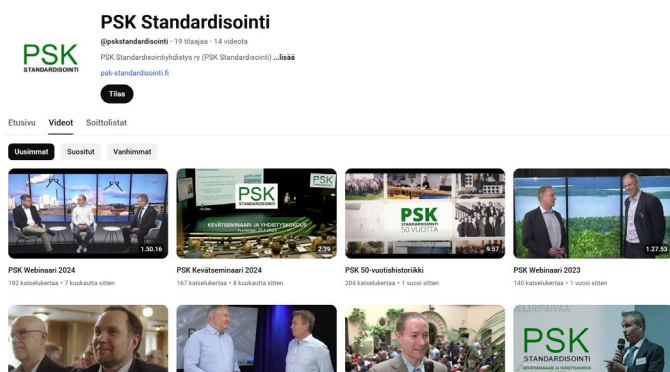 PSK Standardisointi
@pskstandardisointi · 19 tilaajaa · 14 videota
PSK
STANDARDISOINTI
PSK Standardisointiyhdistys ry (PSK Standardisointi) ...lisää
psk-standardisointi.fi
Tilaa
Etusivu Videot Soittolistat
Uusimmat Suositut Vanhimmat
1.50.16
PSK
PSK
STANDARDISOINTI
KEVÄTSEMINAARI JA YHDISTYSKOKOUS
2.39
PSK
STANDARDISOINTI
50 VUOTTA
9.57
1.27.53
PSK Webinaari 2024
192 katselukertaa • 7 kuukautta sitten
PSK Kevätseminaari 2024
167 katselukertaa • 8 kuukautta sitten
PSK 50-vuotishistoriikki
204 katselukertaa • 1 vuosi sitten
PSK Webinaari 2023
140 katselukertaa • 1 vuosi sitten
PSK
STANDARDISOINTI